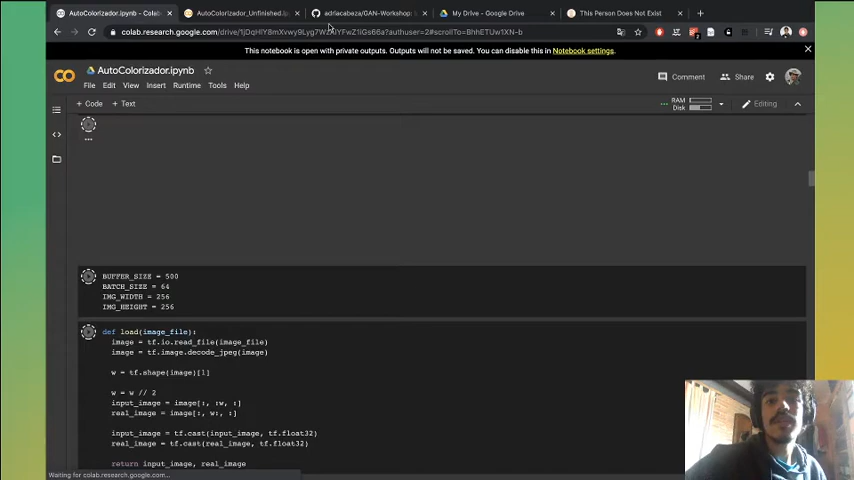 AutoColorizador.ipynb - Colab
AutoColorizador_Unfinished.ip
adriacabeza/GAN-Workshop:
My Drive - Google Drive
This Person Does Not Exist
This notebook is open with private outputs. Outputs will not be saved. You can disable this in Notebook settings.
AutoColorizador.ipynb
Comment
Share
File Edit View Insert Runtime Tools Help
+ Code + Text
RAM
Disk
Editing
BUFFER_SIZE = 500
BATCH_SIZE = 64
IMG_WIDTH = 256
IMG_HEIGHT = 256
def load(image_file):
image = tf.io.read_file(image_file)
image = tf.image.decode_jpeg(image)
w = tf.shape(image)[1]
w = w // 2
input_image = image[:, :w, :]
real_image = image[:, w:, :]
input_image = tf.cast(input_image, tf.float32)
real_image = tf.cast(real_image, tf.float32)
return input_image, real_image
Waiting for colab.research.google.com...